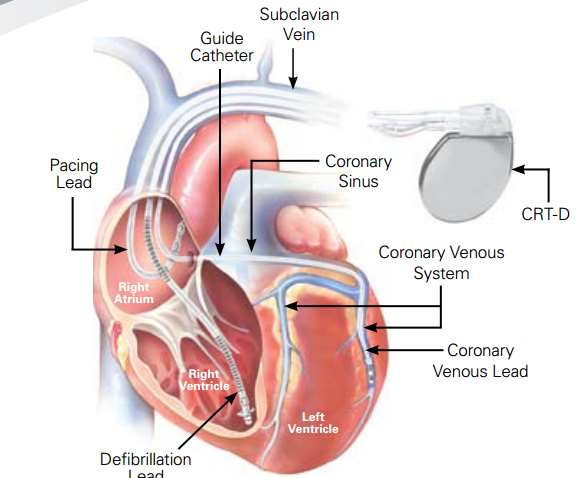 Subclavian
Vein
Guide
Catheter
Pacing
Lead
Coronary
Sinus
CRT-D
Coronary Venous
System
Right
Atrium
Coronary
Venous Lead
Right
Ventricle
Left
Ventricle
Defibrillation
Lead